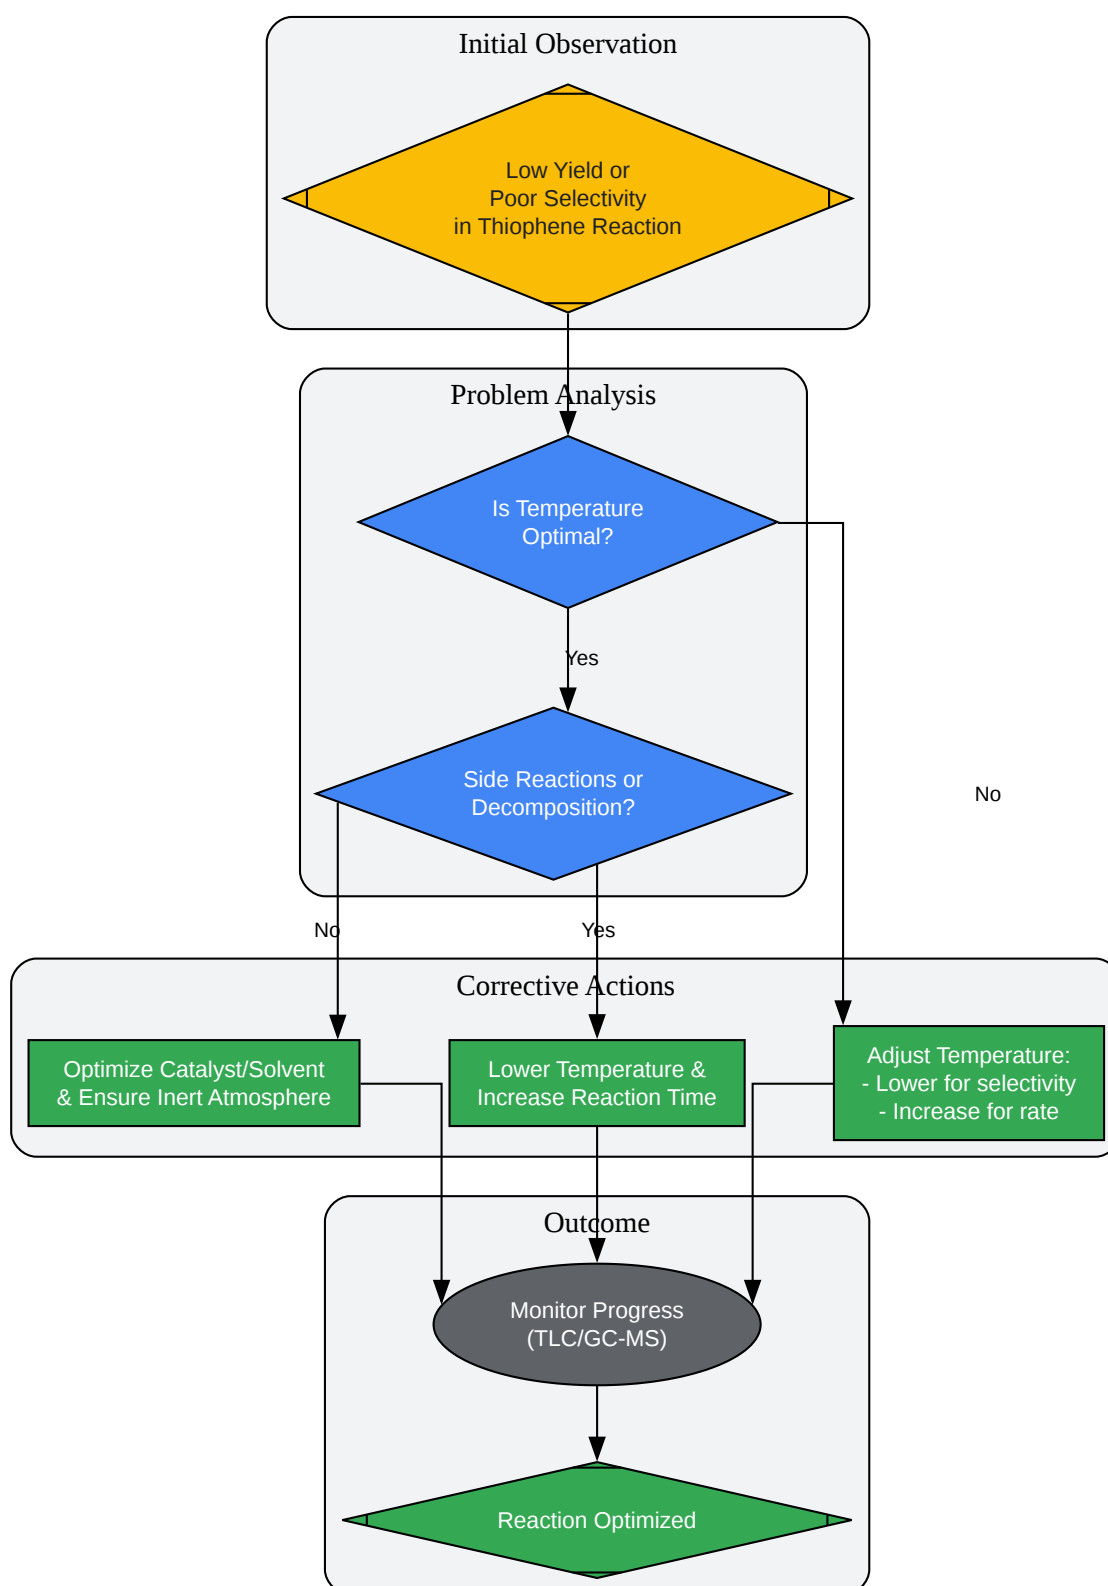 Initial Observation
Low Yield or
Poor Selectivity
in Thiophene Reaction
Problem Analysis
Is Temperature
Optimal?
Yes
Side Reactions or
Decomposition?
No
No
Yes
Corrective Actions
Optimize Catalyst/Solvent
& Ensure Inert Atmosphere
Lower Temperature &
Increase Reaction Time
Adjust Temperature:
- Lower for selectivity
- Increase for rate
Outcome
Monitor Progress
(TLC/GC-MS)
Reaction Optimized